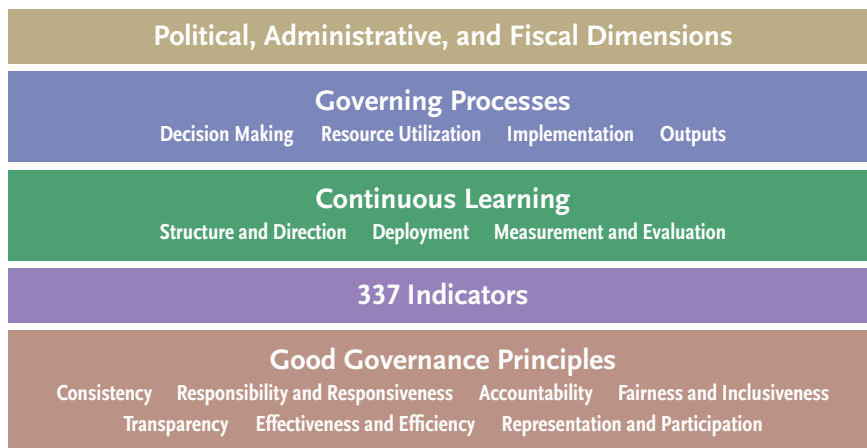 Political, Administrative, and Fiscal Dimensions
Governing Processes
Decision Making Resource Utilization Implementation Outputs
Continuous Learning
Structure and Direction Deployment Measurement and Evaluation
337 Indicators
Good Governance Principles
Consistency Responsibility and Responsiveness Accountability Fairness and Inclusiveness
Transparency Effectiveness and Efficiency Representation and Participation